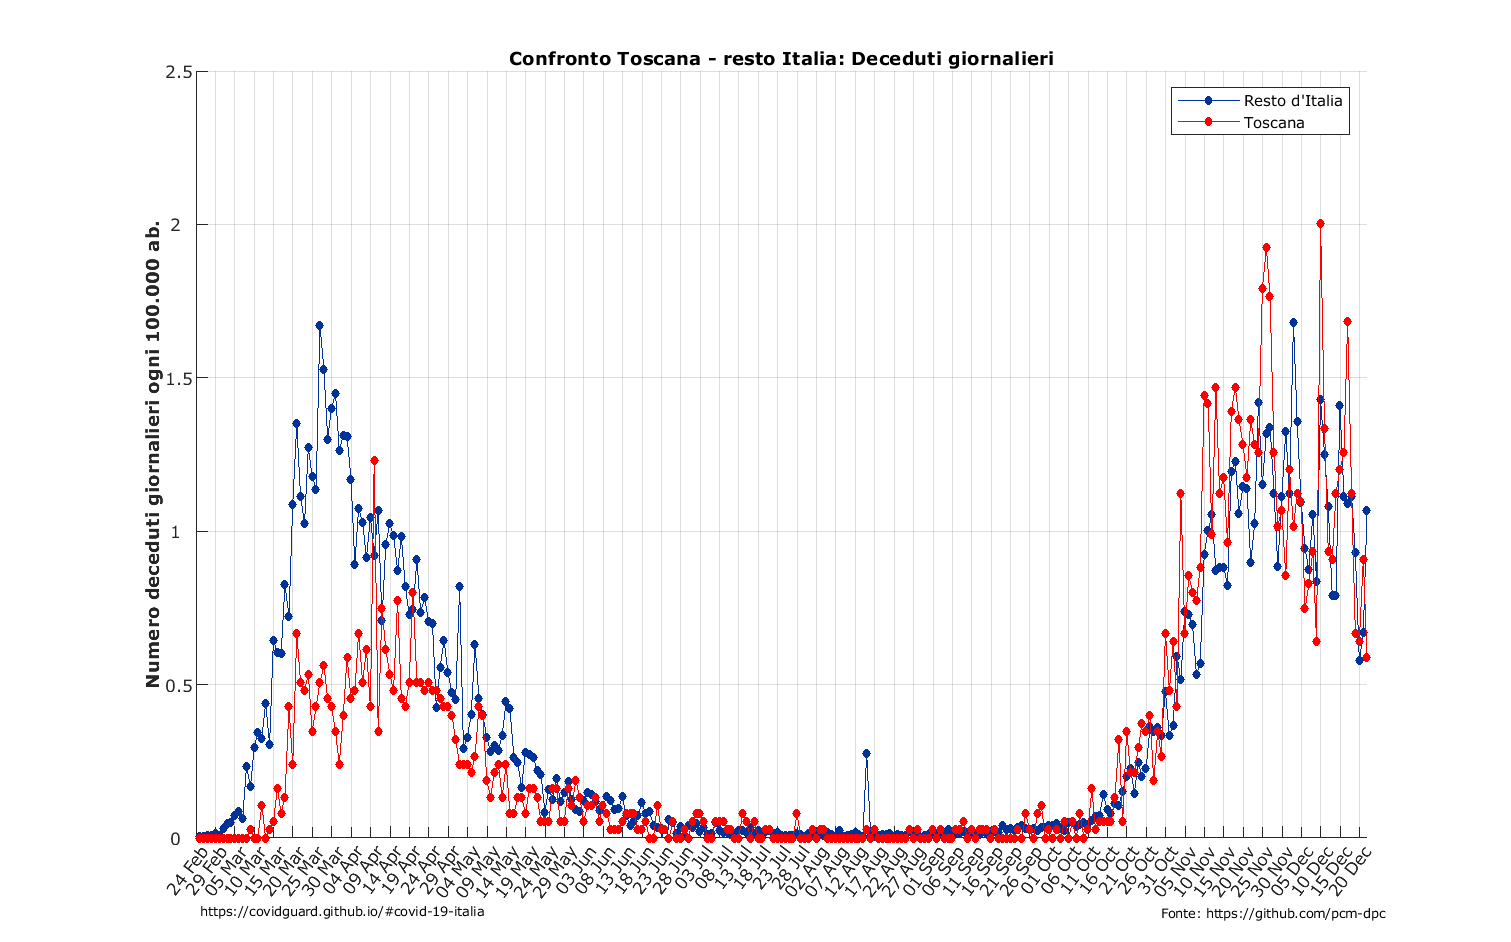 Confronto Toscana - resto Italia: Deceduti giornalieri
Resto d'Italia
Toscana
Numero deceduti giornalieri ogni 100.000 ab.
2.5
2
1.5
1
0.5
0
24 Feb
29 Feb
05 Mar
10 Mar
15 Mar
20 Mar
25 Mar
30 Mar
04 Apr
09 Apr
14 Apr
19 Apr
24 Apr
29 Apr
04 May
09 May
14 May
19 May
24 May
29 May
03 Jun
08 Jun
13 Jun
18 Jun
23 Jun
28 Jun
03 Jul
08 Jul
13 Jul
18 Jul
23 Jul
28 Jul
02 Aug
07 Aug
12 Aug
17 Aug
22 Aug
27 Aug
01 Sep
06 Sep
11 Sep
16 Sep
21 Sep
26 Sep
01 Oct
06 Oct
11 Oct
16 Oct
21 Oct
26 Oct
31 Oct
05 Nov
10 Nov
15 Nov
20 Nov
25 Nov
30 Nov
05 Dec
10 Dec
15 Dec
20 Dec
https://covidguard.github.io/#covid-19-italia
Fonte: https://github.com/pcm-dpc